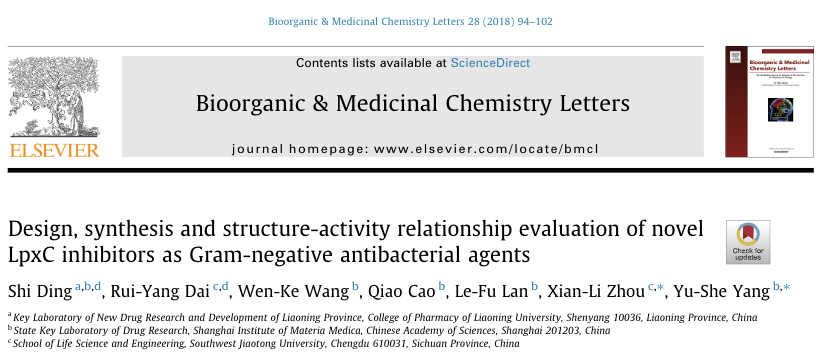 Bioorganic & Medicinal Chemistry Letters 28 (2018) 94–102
Contents lists available at ScienceDirect
Bioorganic & Medicinal Chemistry Letters
journal homepage: www.elsevier.com/locate/bmcl
ELSEVIER
Bioorganic & Medicinal
Chemistry Letters
Design, synthesis and structure-activity relationship evaluation of novel
LpxC inhibitors as Gram-negative antibacterial agents
Check for
updates
Shi Ding a,b,d, Rui-Yang Dai c,d, Wen-Ke Wang b, Qiao Cao b, Le-Fu Lan b, Xian-Li Zhou c,*, Yu-She Yang b,*
a Key Laboratory of New Drug Research and Development of Liaoning Province, College of Pharmacy of Liaoning University, Shenyang 10036, Liaoning Province, China
b State Key Laboratory of Drug Research, Shanghai Institute of Materia Medica, Chinese Academy of Sciences, Shanghai 201203, China
c School of Life Science and Engineering, Southwest Jiaotong University, Chengdu 610031, Sichuan Province, China